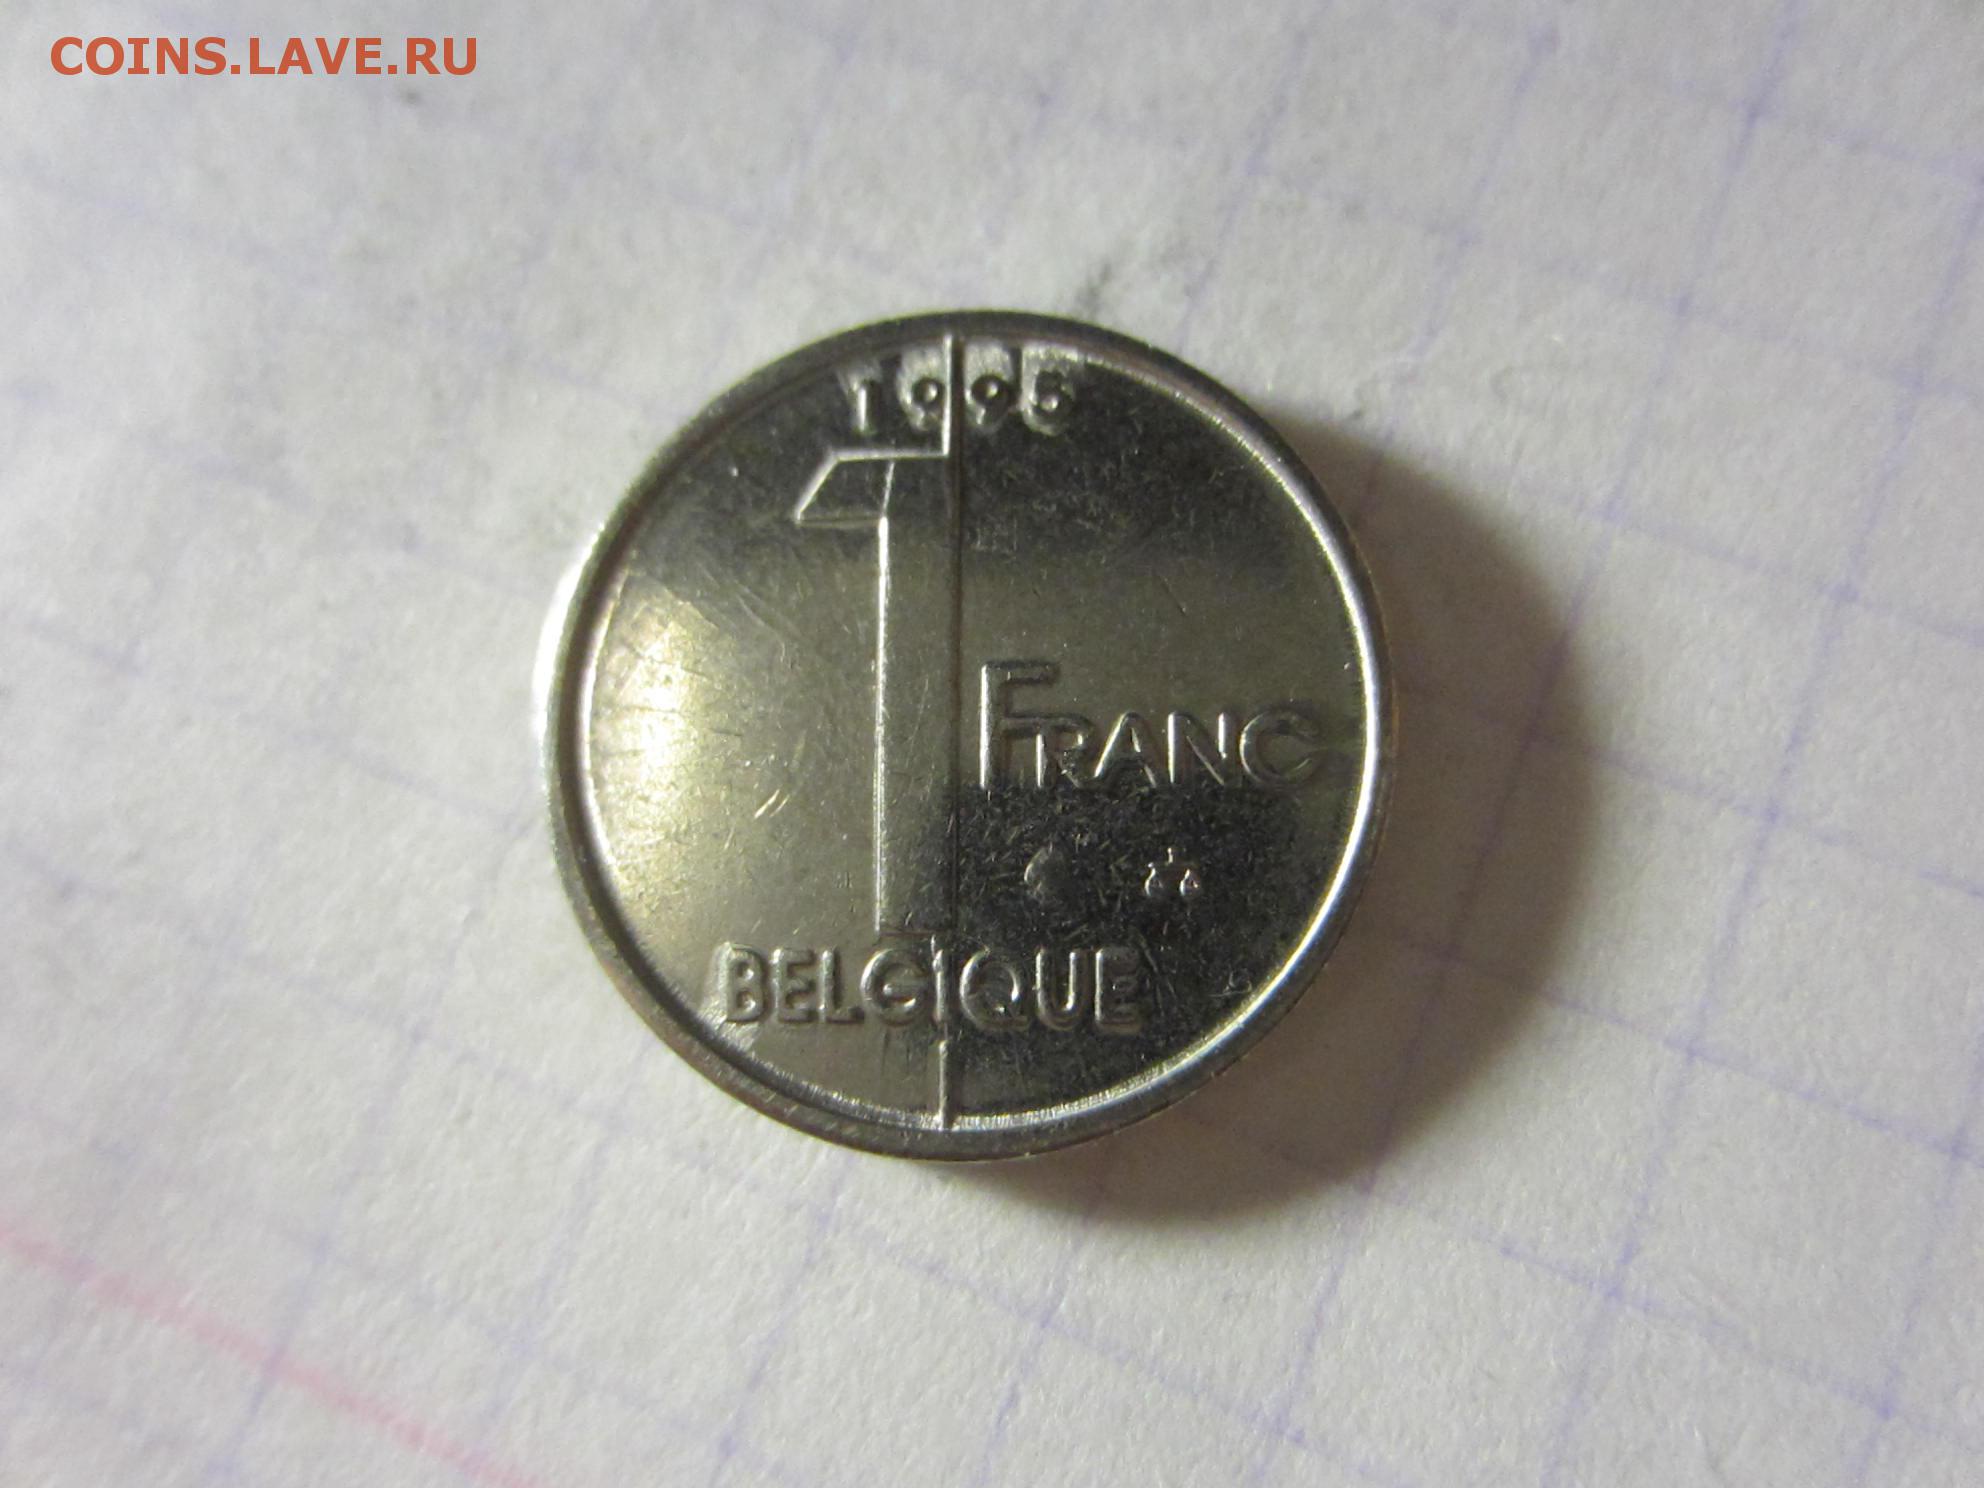 COINS.LAVE.RU
1995
1
FRANC
BELGIQUE